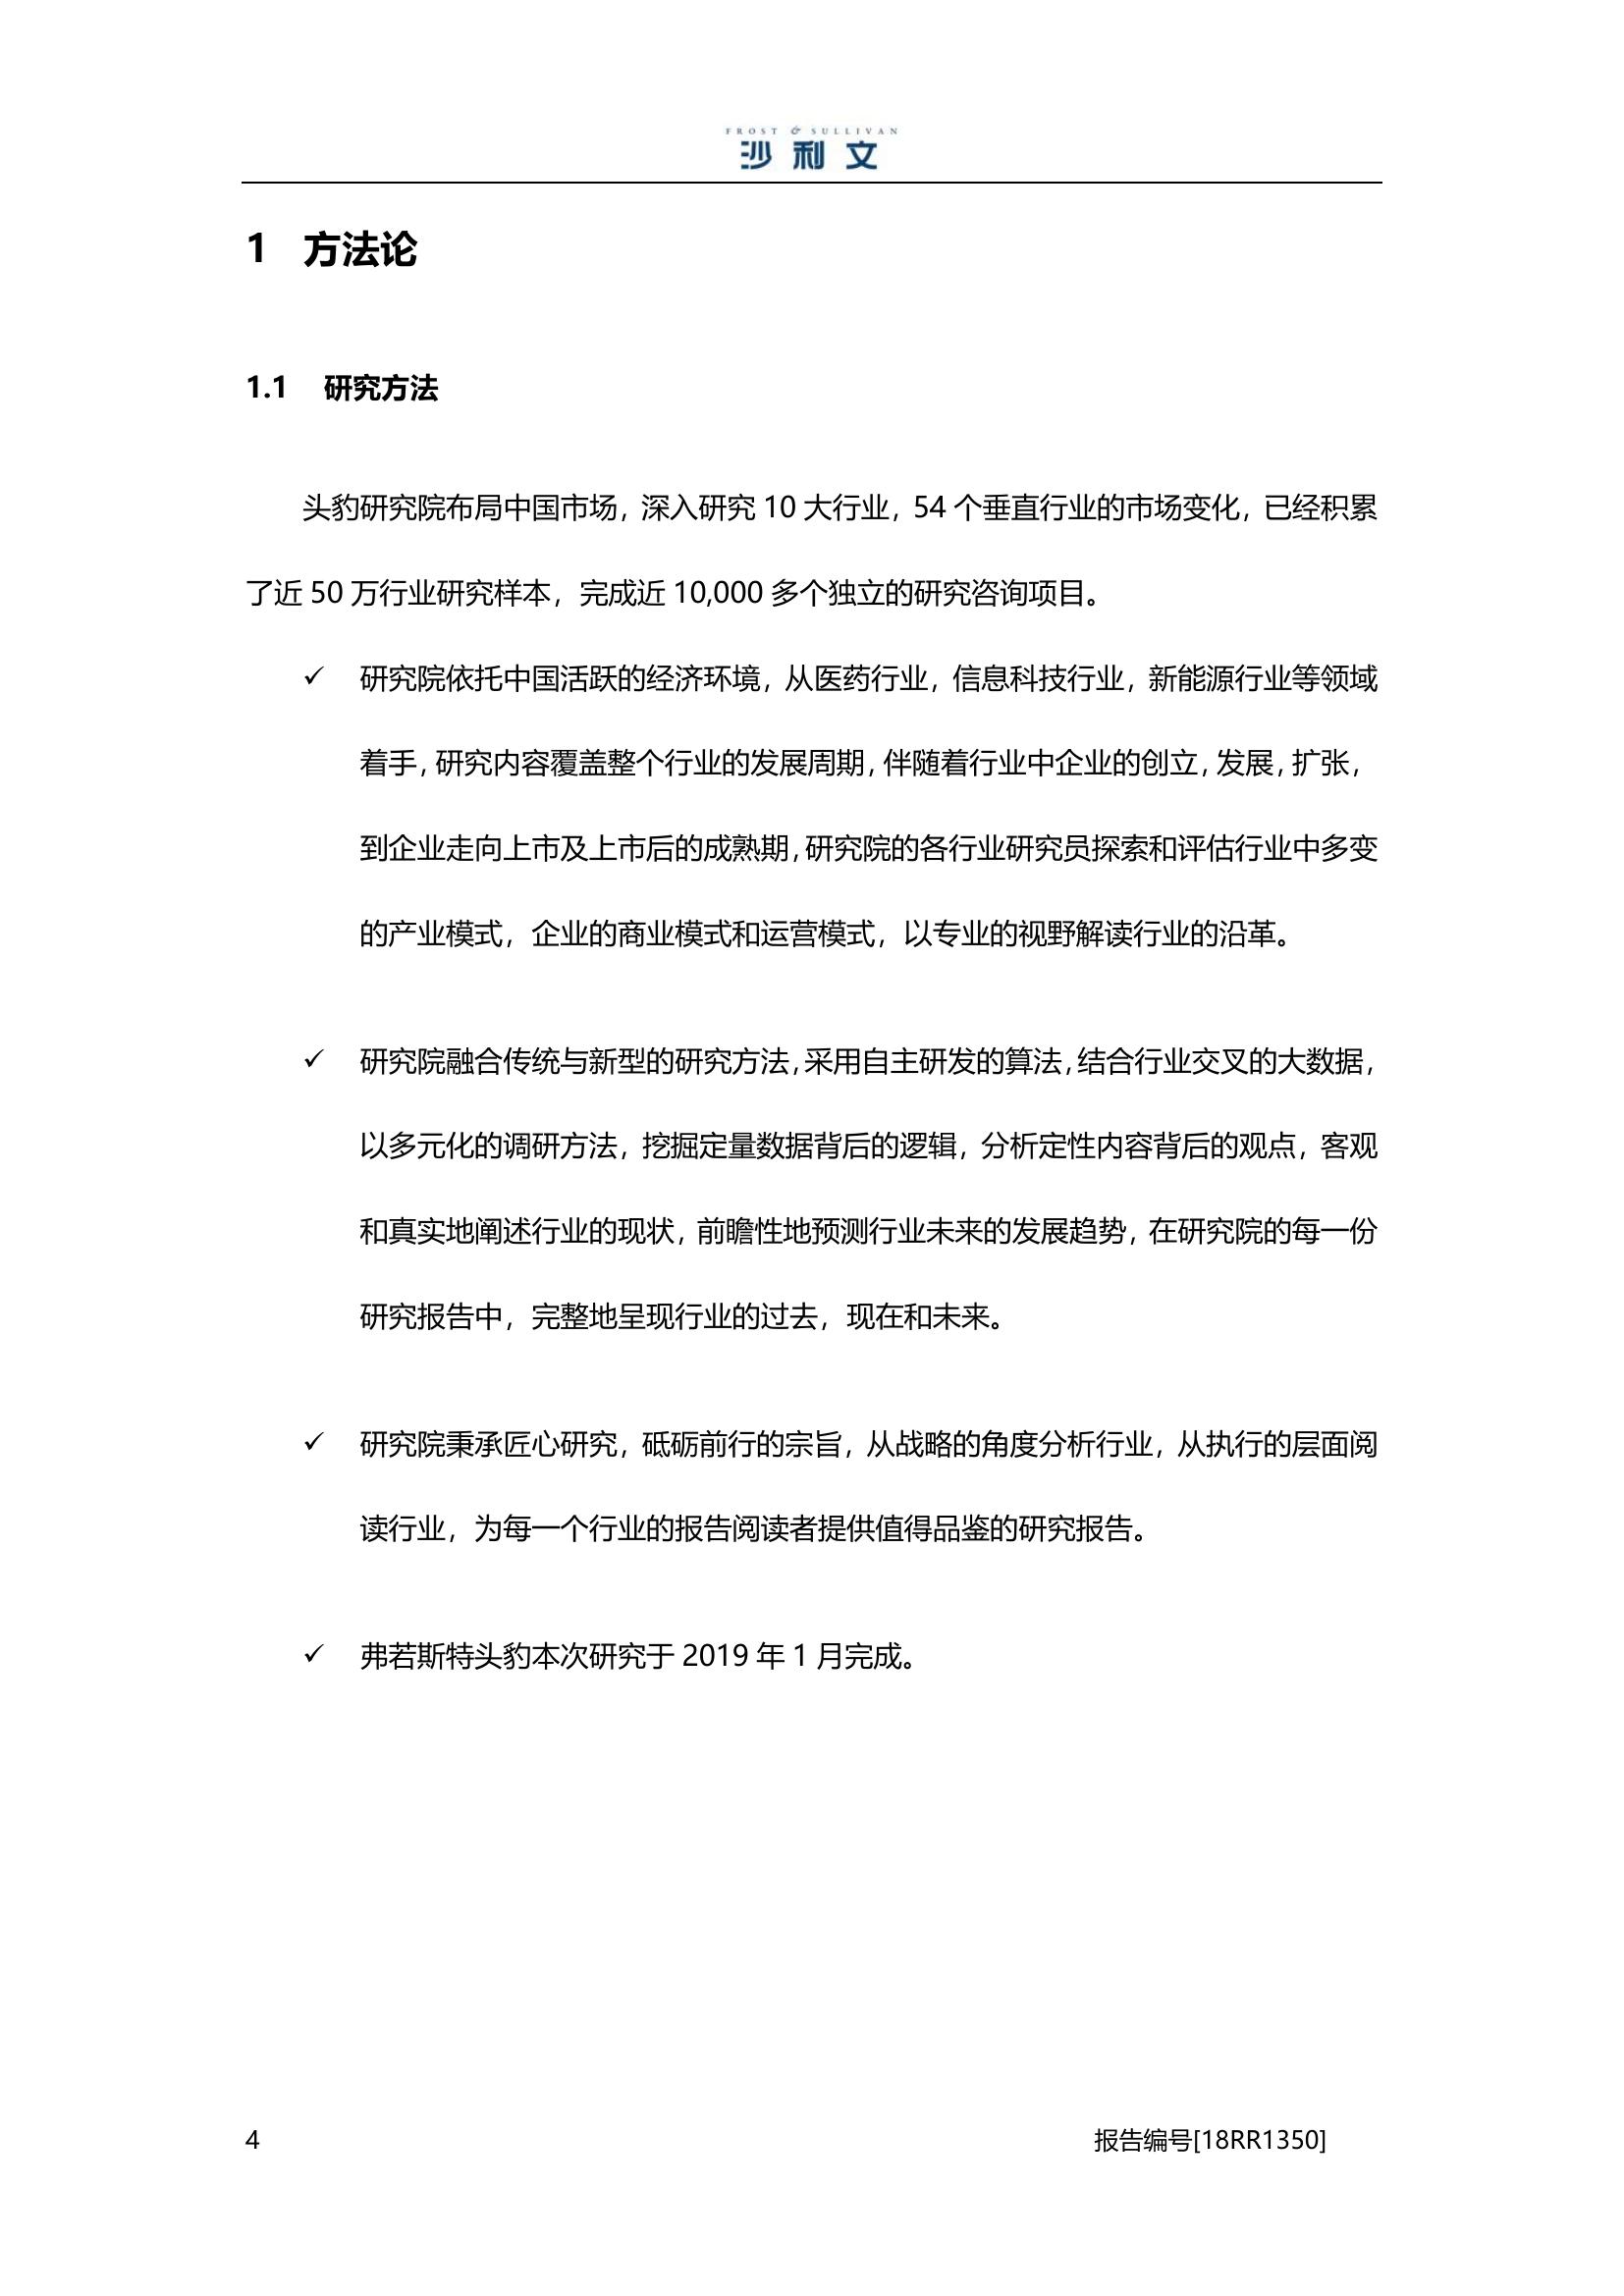 FROST & SULLIVAN
沙利文
1 方法论
1.1 研究方法
头豹研究院布局中国市场，深入研究 10 大行业，54 个垂直行业的市场变化，已经积累
了近 50 万行业研究样本，完成近 10,000 多个独立的研究咨询项目。
✓ 研究院依托中国活跃的经济环境，从医药行业，信息科技行业，新能源行业等领域
着手，研究内容覆盖整个行业的发展周期，伴随着行业中企业的创立，发展，扩张，
到企业走向上市及上市后的成熟期，研究院的各行业研究员探索和评估行业中多变
的产业模式，企业的商业模式和运营模式，以专业的视野解读行业的沿革。
✓ 研究院融合传统与新型的研究方法，采用自主研发的算法，结合行业交叉的大数据，
以多元化的调研方法，挖掘定量数据背后的逻辑，分析定性内容背后的观点，客观
和真实地阐述行业的现状，前瞻性地预测行业未来的发展趋势，在研究院的每一份
研究报告中，完整地呈现行业的过去，现在和未来。
✓ 研究院秉承匠心研究，砥砺前行的宗旨，从战略的角度分析行业，从执行的层面阅
读行业，为每一个行业的报告阅读者提供值得品鉴的研究报告。
✓ 弗若斯特头豹本次研究于 2019 年 1 月完成。
4 报告编号[18RR1350]